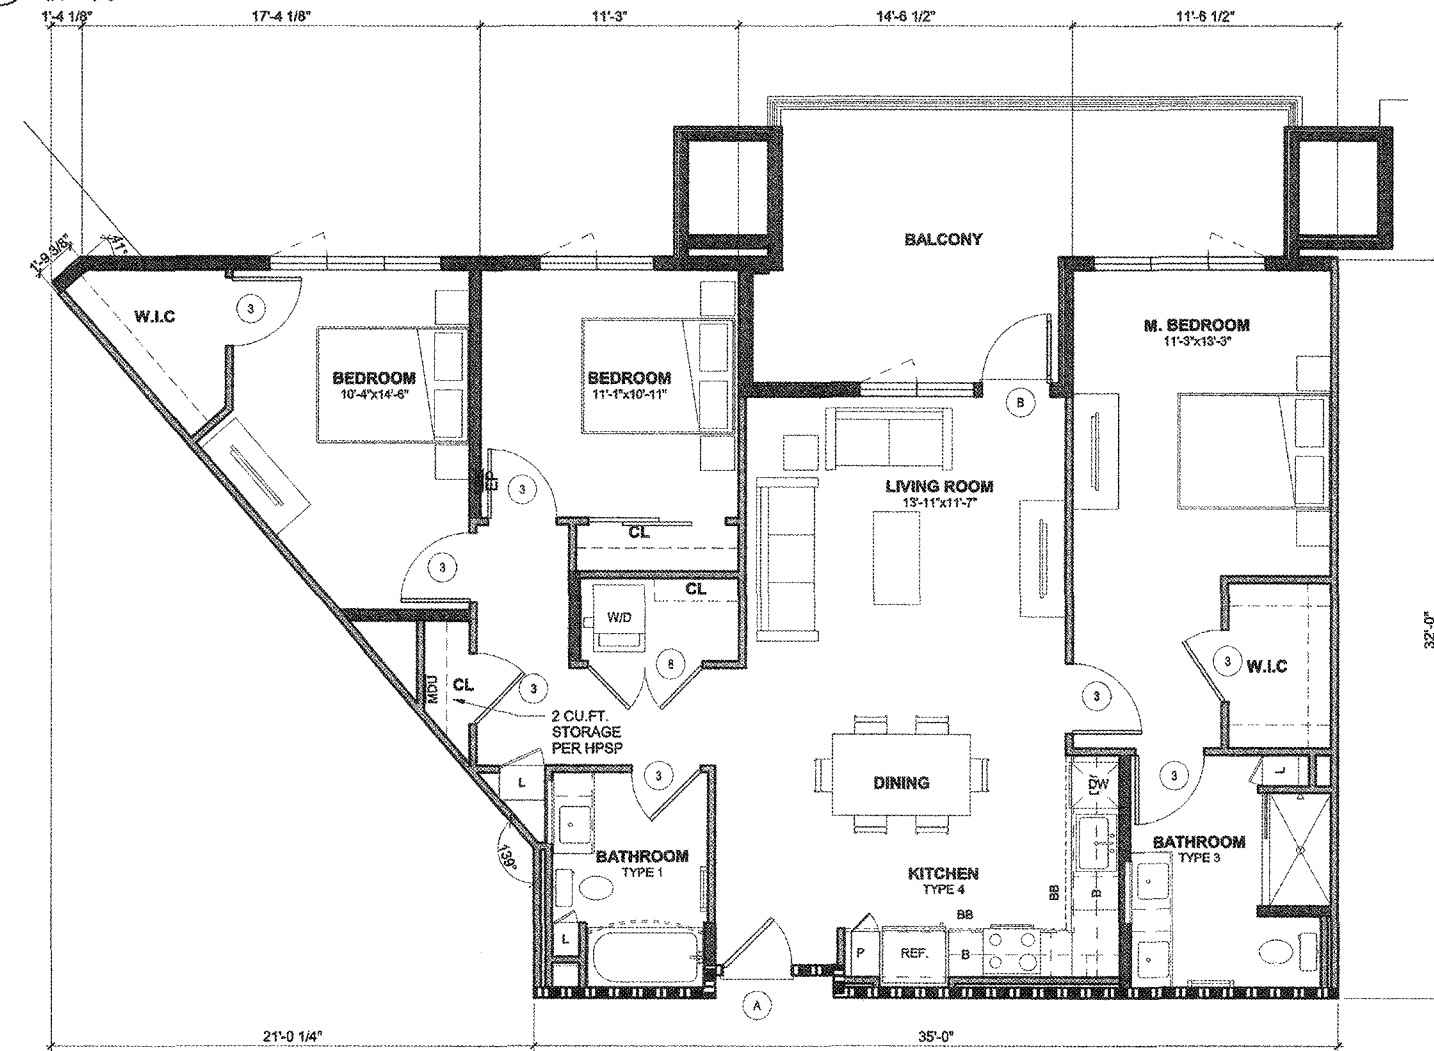 1'-4 1/8"
17'-4 1/8"
11'-3"
14'-6 1/2"
11'-6 1/2"
1'-9 3/8"
41°
BALCONY
W.I.C
3
M. BEDROOM
11'-3"x13'-3"
BEDROOM
10'-4"x14'-6"
BEDROOM
11'-1"x10'-11"
B
EP
3
LIVING ROOM
13'-11"x11'-7"
CL
3
CL
W/D
32'-0"
8
3
W.I.C
MDU
CL
3
3
2 CU.FT.
STORAGE
PER HPSP
3
DINING
L
DW
3
L
139°
BATHROOM
TYPE 1
KITCHEN
TYPE 4
BATHROOM
TYPE 3
BB
B
BB
L
P
REF.
B
A
21'-0 1/4"
35'-0"